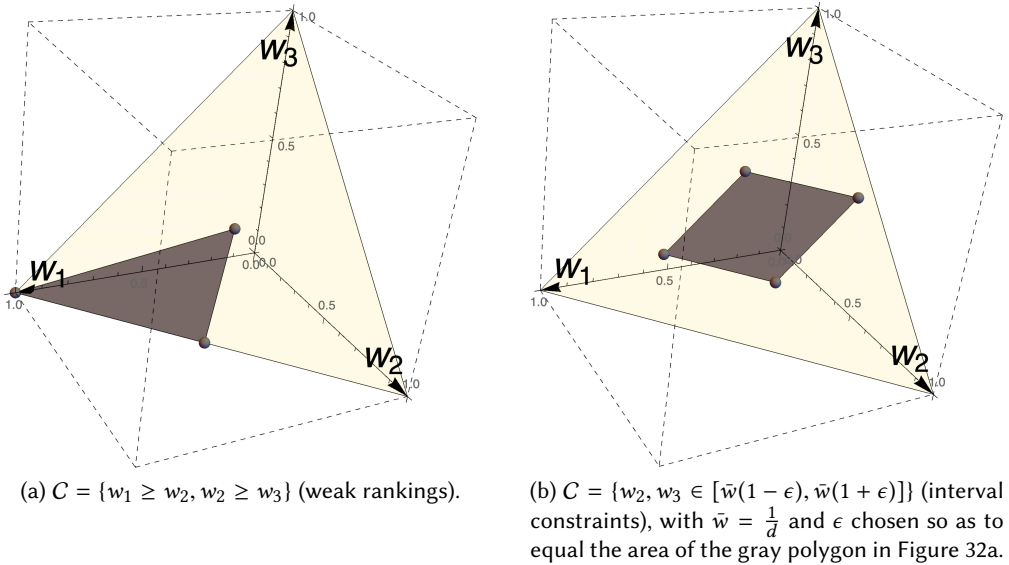 1.0
w3
0.5
0.0
0.0 0.0
w1
0.5
1.0
0.5
w2
1.0
1.0
w3
0.5
0.0
w1
0.5
1.0
0.5
w2
1.0
(a) C = {w₁ ≥ w₂, w₂ ≥ w₃} (weak rankings).
(b) C = {w₂, w₃ ∈ [w̄(1 − ϵ), w̄(1 + ϵ)]} (interval
constraints), with w̄ = 1/d and ϵ chosen so as to
equal the area of the gray polygon in Figure 32a.